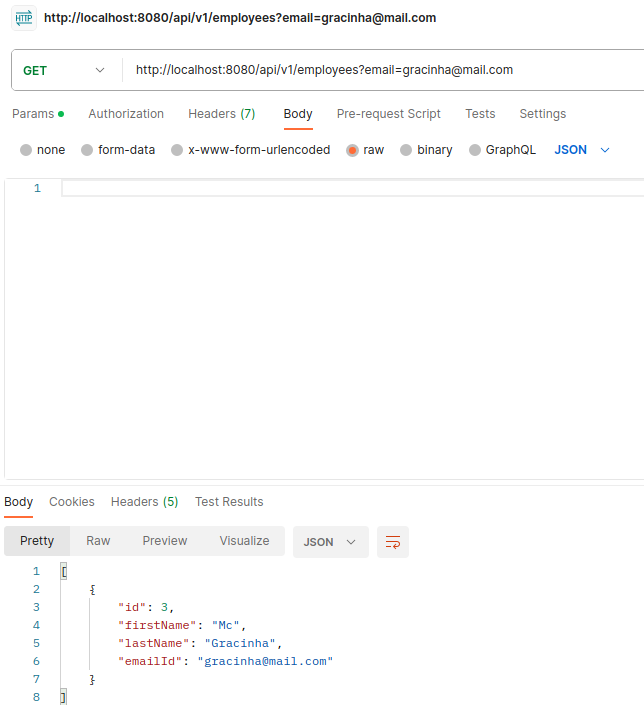 HTTP http://localhost:8080/api/v1/employees?email=gracinha@mail.com
GET http://localhost:8080/api/v1/employees?email=gracinha@mail.com
Params Authorization Headers (7) Body Pre-request Script Tests Settings
none form-data x-www-form-urlencoded raw binary GraphQL JSON
1
Body Cookies Headers (5) Test Results
Pretty Raw Preview Visualize JSON
1 [
2 {
3 "id": 3,
4 "firstName": "Mc",
5 "lastName": "Gracinha",
6 "emailId": "gracinha@mail.com"
7 }
8 ]